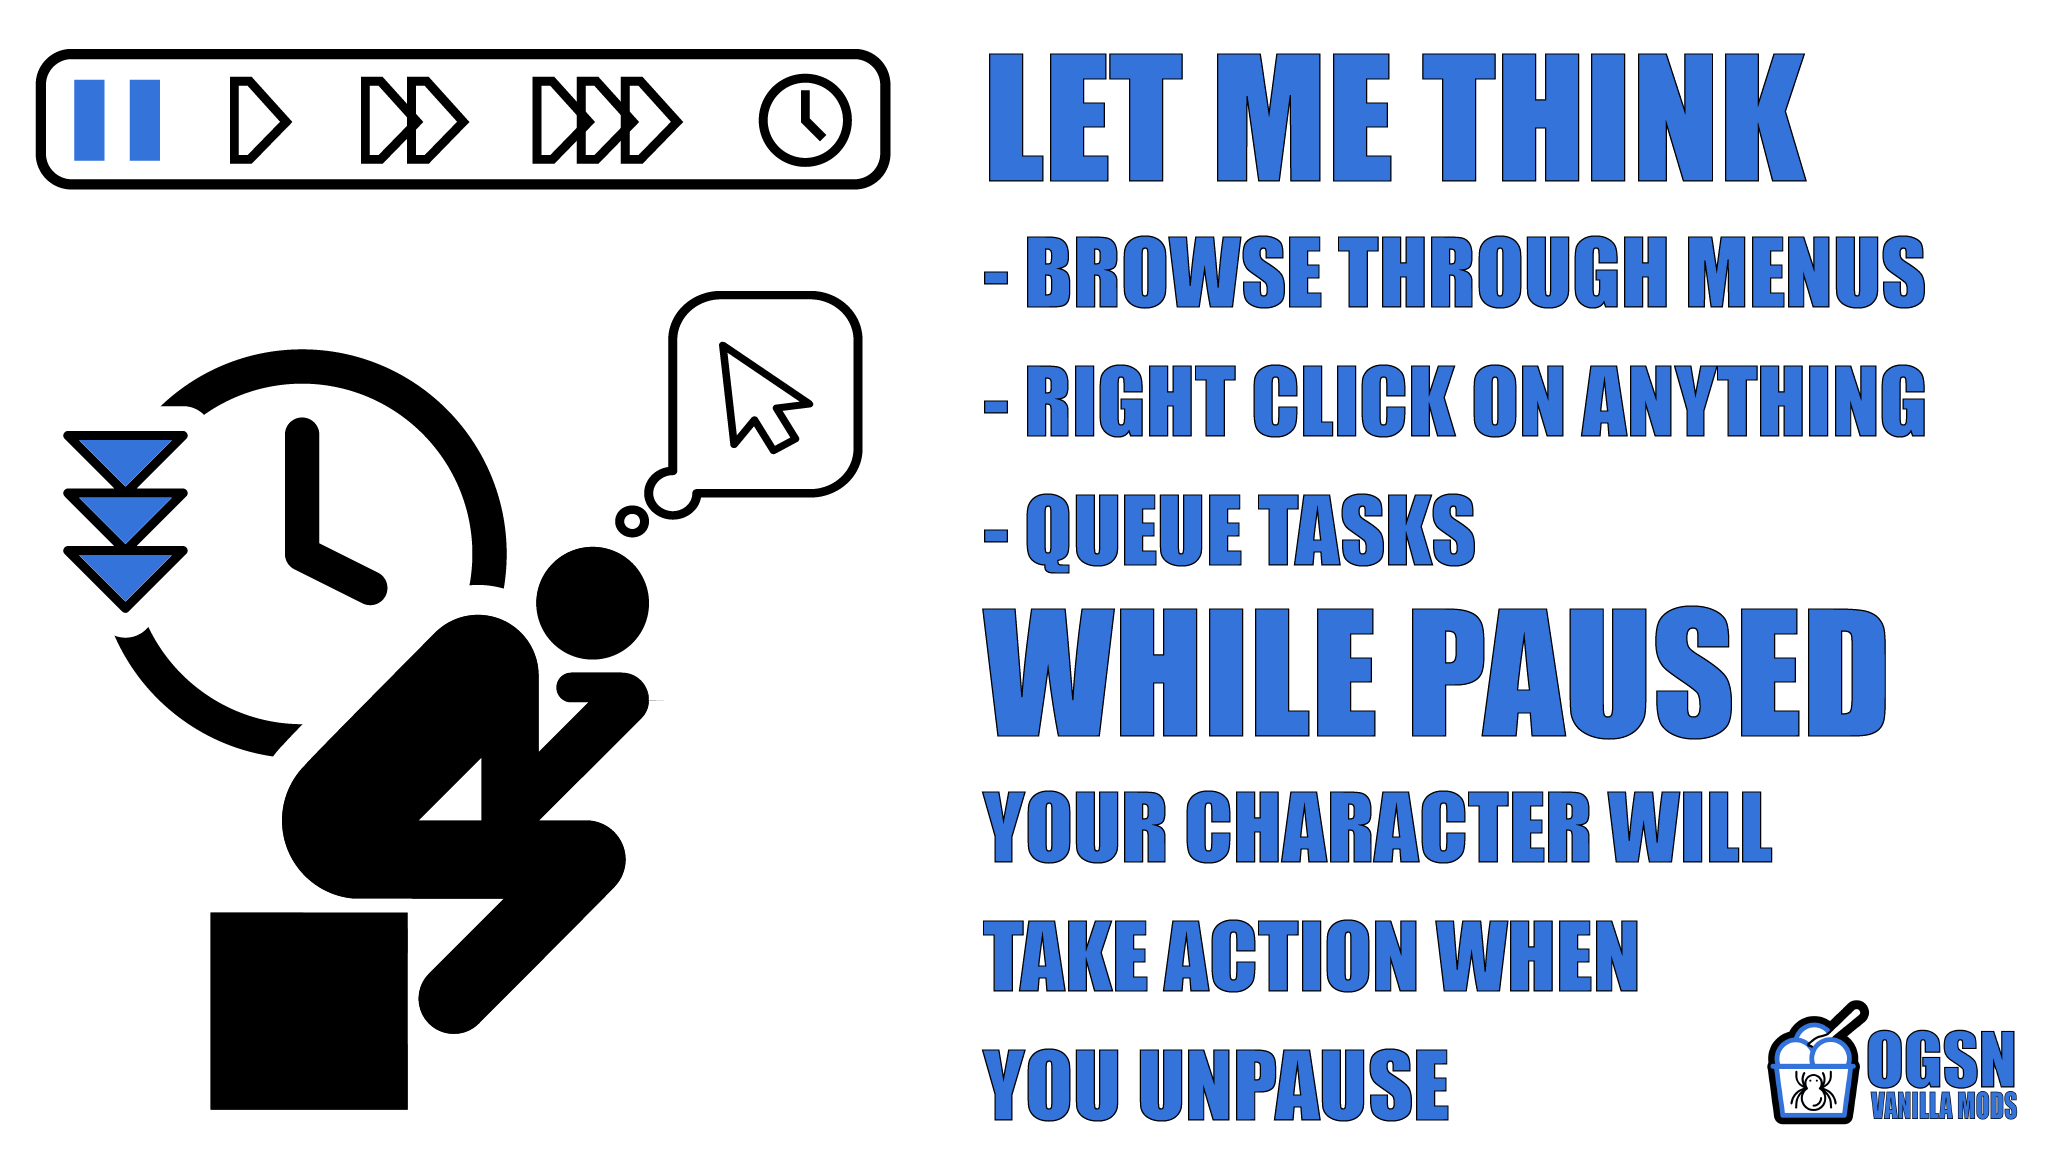 LET ME THINK
- BROWSE THROUGH MENUS
- RIGHT CLICK ON ANYTHING
- QUEUE TASKS
WHILE PAUSED
YOUR CHARACTER WILL
TAKE ACTION WHEN
YOU UNPAUSE
OGSN
VANILLA MODS